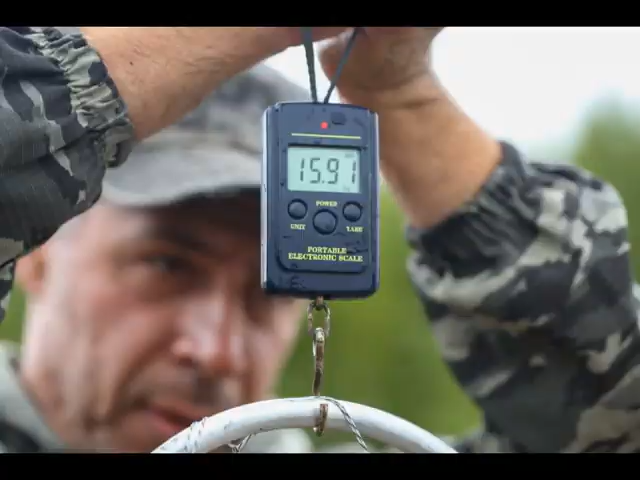 15.91
POWER
UNIT TARE
PORTABLE
ELECTRONIC SCALE